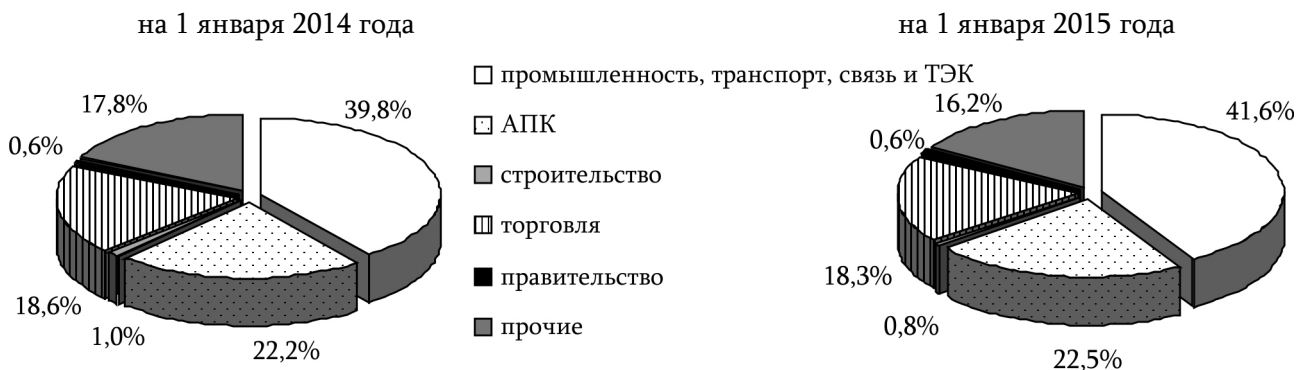 на 1 января 2014 года
17,8%
39,8%
0,6%
18,6%
1,0%
22,2%
промышленность, транспорт, связь и ТЭК
АПК
строительство
торговля
правительство
прочие
на 1 января 2015 года
16,2%
41,6%
0,6%
18,3%
0,8%
22,5%